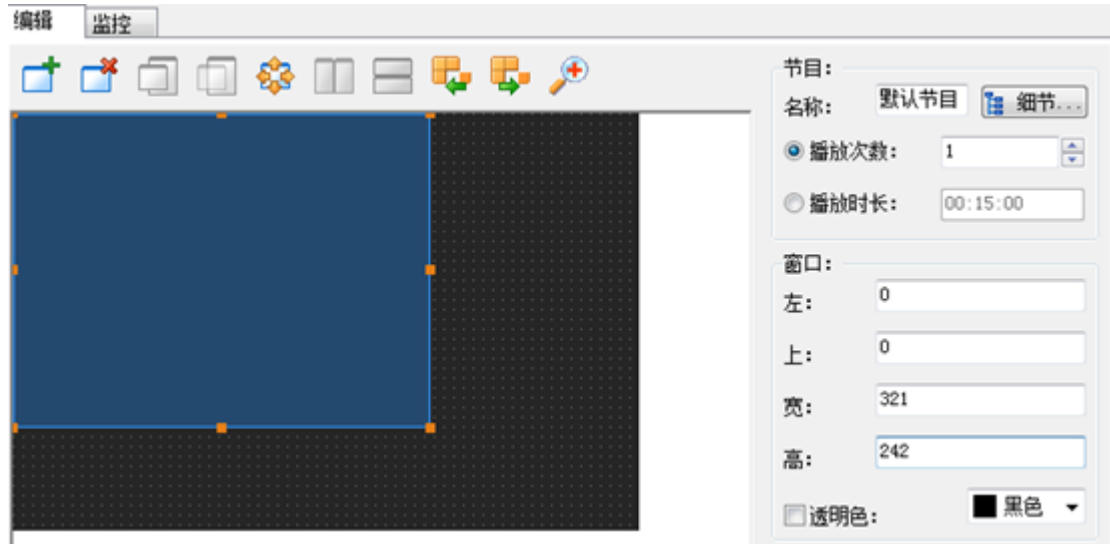 编辑 监控
节目:
名称: 默认节目 细节...
播放次数: 1
播放时长: 00:15:00
窗口:
左: 0
上: 0
宽: 321
高: 242
透明色: 黑色